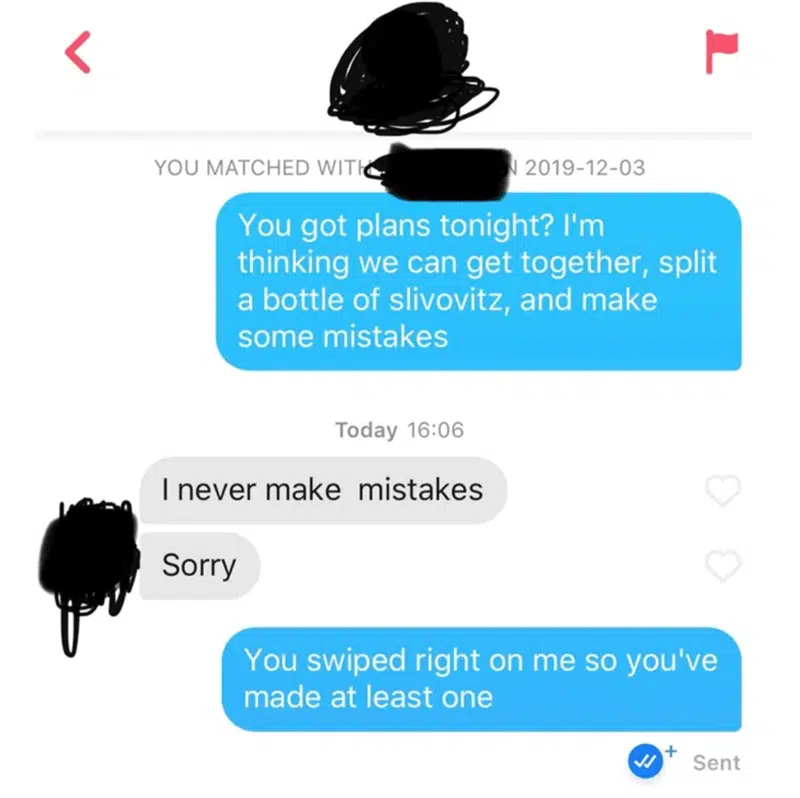 YOU MATCHED WITH 2019-12-03
You got plans tonight? I'm
thinking we can get together, split
a bottle of slivovitz, and make
some mistakes
Today 16:06
I never make mistakes
Sorry
You swiped right on me so you've
made at least one
Sent